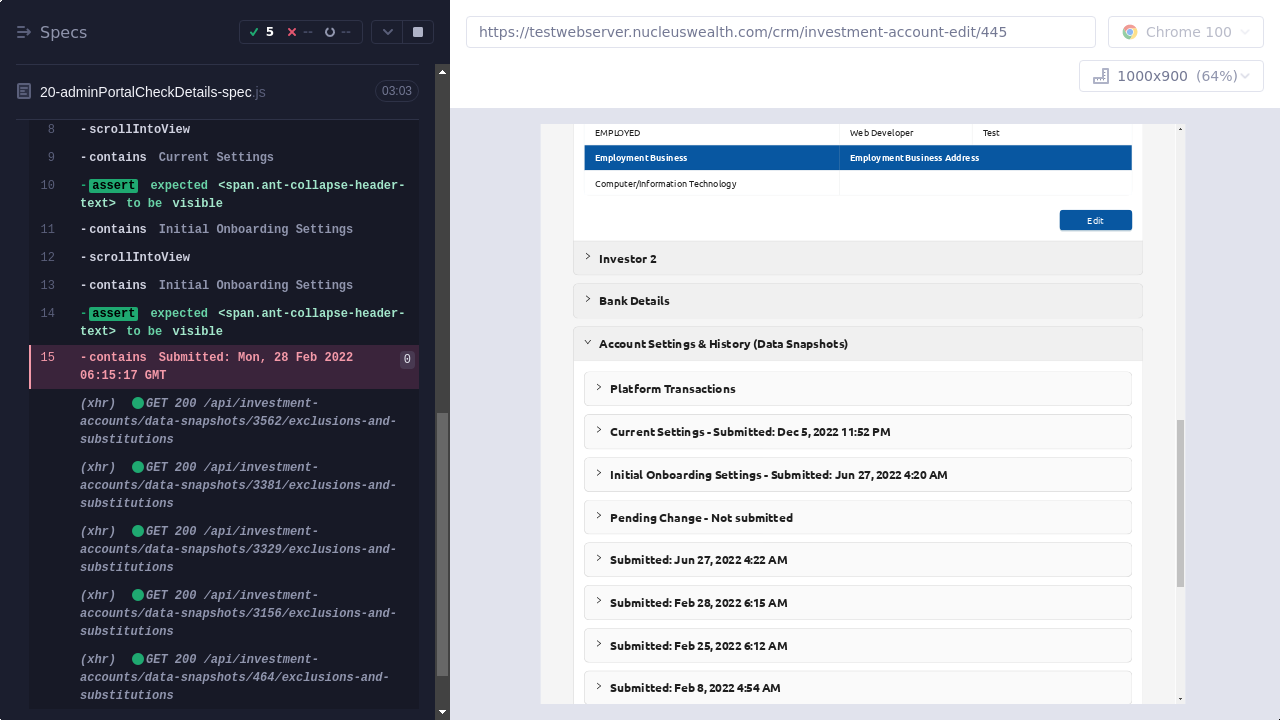 Specs
5
--
--
20-adminPortalCheckDetails-spec.js
03:03
8 -scrollIntoView
9 -contains Current Settings
10 -assert expected <span.ant-collapse-header-
text> to be visible
11 -contains Initial Onboarding Settings
12 -scrollIntoView
13 -contains Initial Onboarding Settings
14 -assert expected <span.ant-collapse-header-
text> to be visible
15 -contains Submitted: Mon, 28 Feb 2022
06:15:17 GMT
0
(xhr) GET 200 /api/investment-
accounts/data-snapshots/3562/exclusions-and-
substitutions
(xhr) GET 200 /api/investment-
accounts/data-snapshots/3381/exclusions-and-
substitutions
(xhr) GET 200 /api/investment-
accounts/data-snapshots/3329/exclusions-and-
substitutions
(xhr) GET 200 /api/investment-
accounts/data-snapshots/3156/exclusions-and-
substitutions
(xhr) GET 200 /api/investment-
accounts/data-snapshots/464/exclusions-and-
substitutions
https://testwebserver.nucleuswealth.com/crm/investment-account-edit/445
Chrome 100
1000x900 (64%)
EMPLOYED Web Developer Test
Employment Business Employment Business Address
Computer/Information Technology
Edit
Investor 2
Bank Details
Account Settings & History (Data Snapshots)
Platform Transactions
Current Settings - Submitted: Dec 5, 2022 11:52 PM
Initial Onboarding Settings - Submitted: Jun 27, 2022 4:20 AM
Pending Change - Not submitted
Submitted: Jun 27, 2022 4:22 AM
Submitted: Feb 28, 2022 6:15 AM
Submitted: Feb 25, 2022 6:12 AM
Submitted: Feb 8, 2022 4:54 AM